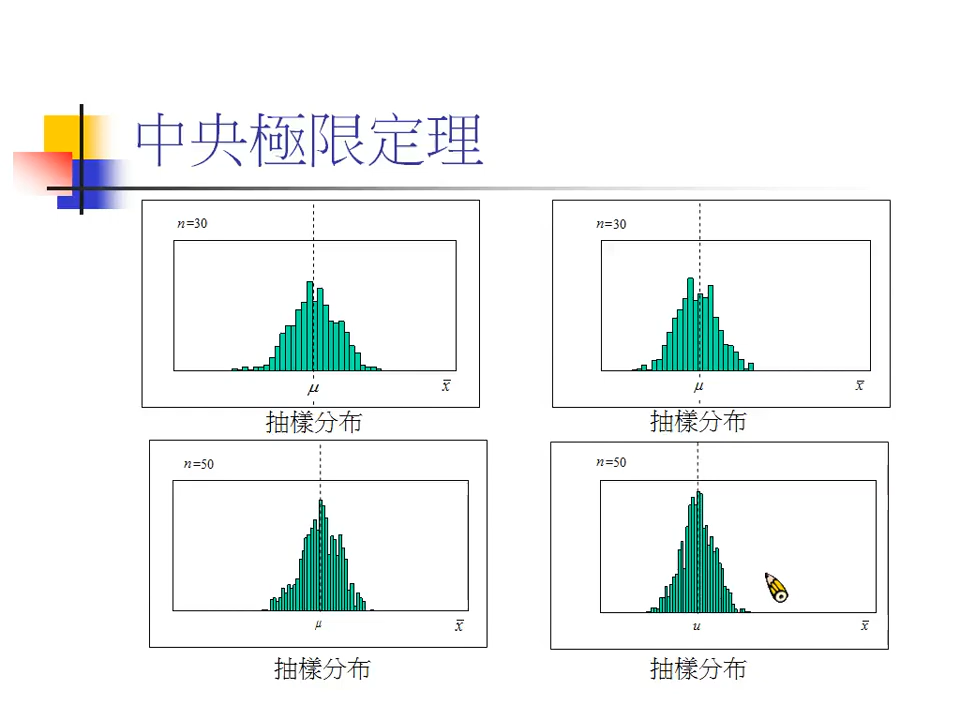 中央極限定理
n=30
μ
x̅
抽樣分布
n=30
μ
x̅
抽樣分布
n=50
μ
x̅
抽樣分布
n=50
u
x̅
抽樣分布